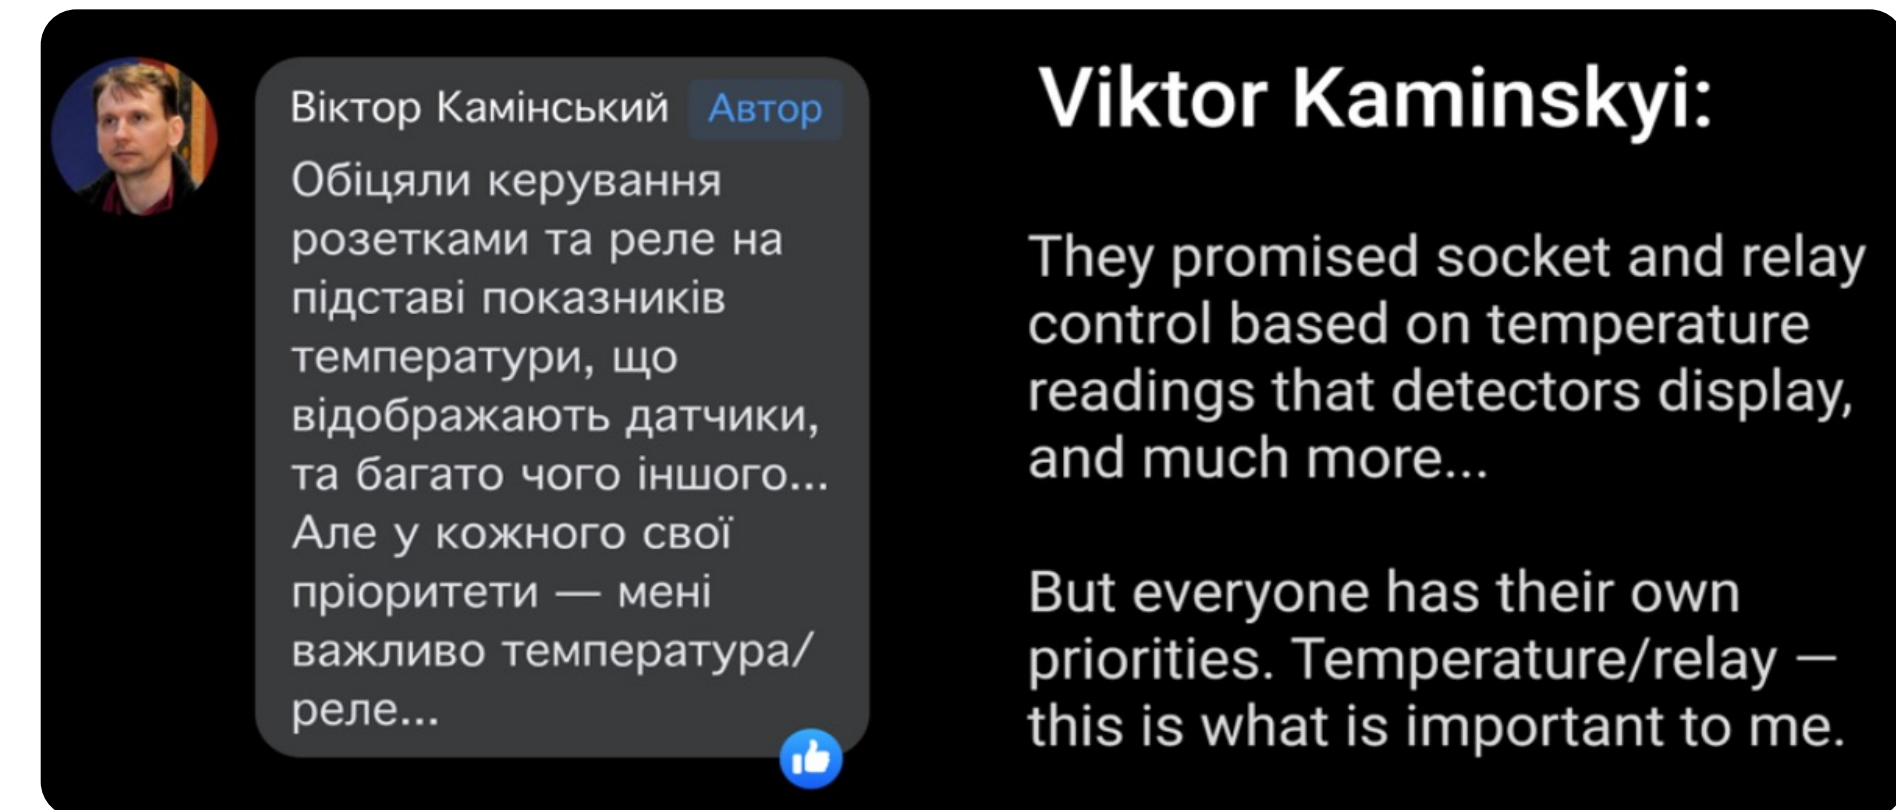 Віктор Камінський Автор
Обіцяли керування
розетками та реле на
підставі показників
температури, що
відображають датчики,
та багато чого іншого...
Але у кожного свої
пріоритети — мені
важливо температура/
реле...
Viktor Kaminskyi:
They promised socket and relay
control based on temperature
readings that detectors display,
and much more...
But everyone has their own
priorities. Temperature/relay —
this is what is important to me.